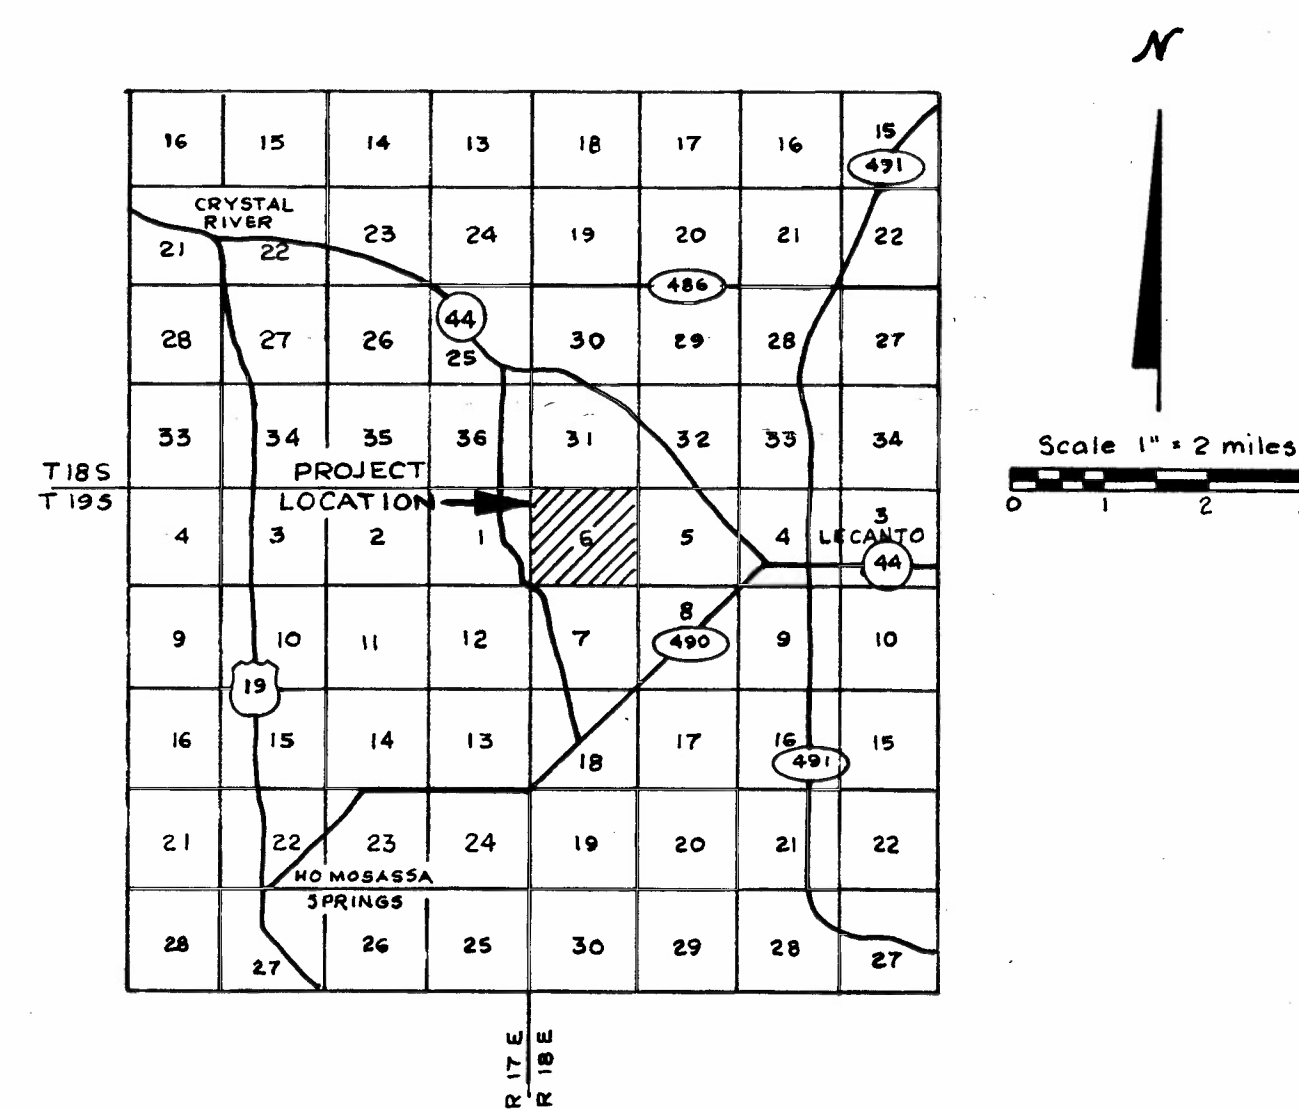 N
16 15 14 13 18 17 16 15
491
CRYSTAL
RIVER
21 22 23 24 19 20 21 22
486
44
28 27 26 25 30 29 28 27
33 34 35 36 31 32 33 34
Scale 1" = 2 miles
0 1 2
T 18 S
T 19 S
PROJECT
LOCATION
4 3 2 1 6 5 4 3
LECANTO
44
9 10 11 12 7 8 9 10
490
19
16 15 14 13 18 17 16 15
491
21 22 23 24 19 20 21 22
HOMOSASSA
SPRINGS
28 27 26 25 30 29 28 27
R 17 E
R 18 E